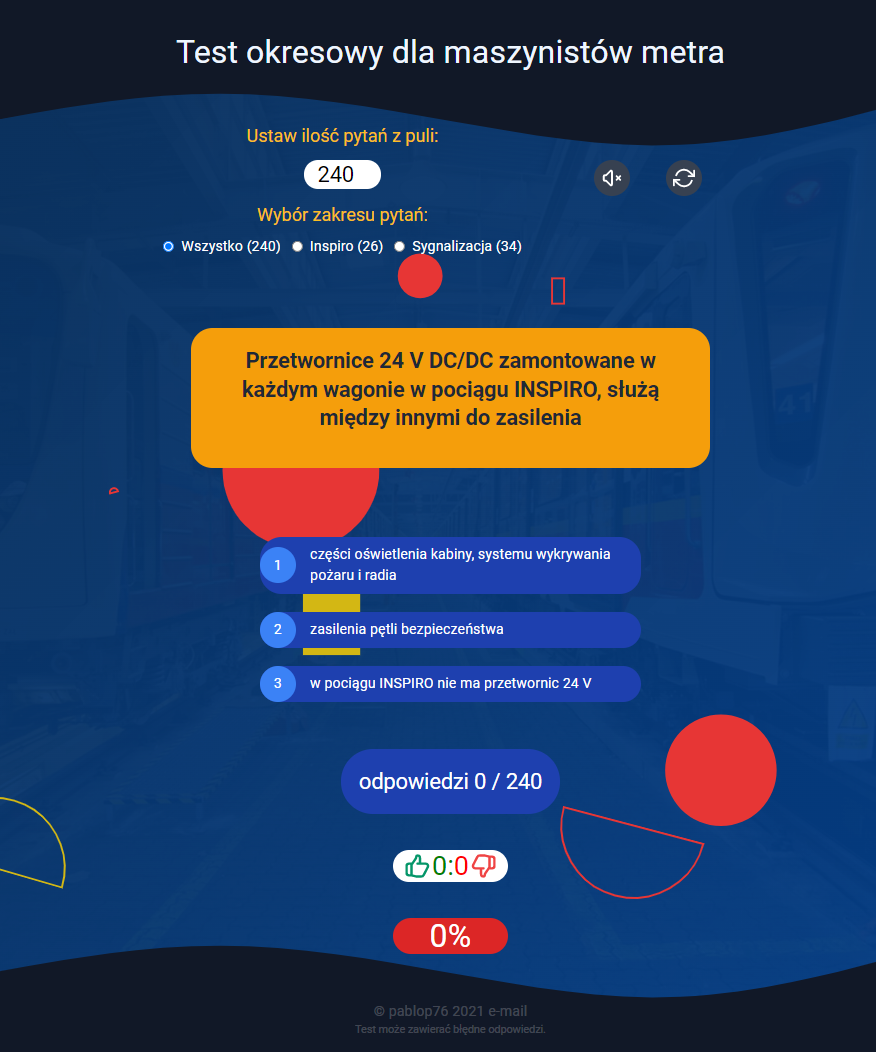 Test okresowy dla maszynistów metra
Ustaw ilość pytań z puli:
240
Wybór zakresu pytań:
Wszystko (240) Inspiro (26) Sygnalizacja (34)
Przetwornice 24 V DC/DC zamontowane w
każdym wagonie w pociągu INSPIRO, służą
między innymi do zasilenia
1
części oświetlenia kabiny, systemu wykrywania
pożaru i radia
2 zasilenia pętli bezpieczeństwa
3 w pociągu INSPIRO nie ma przetwornic 24 V
odpowiedzi 0 / 240
0:0
0%
© pablop76 2021 e-mail
Test może zawierać błędne odpowiedzi.